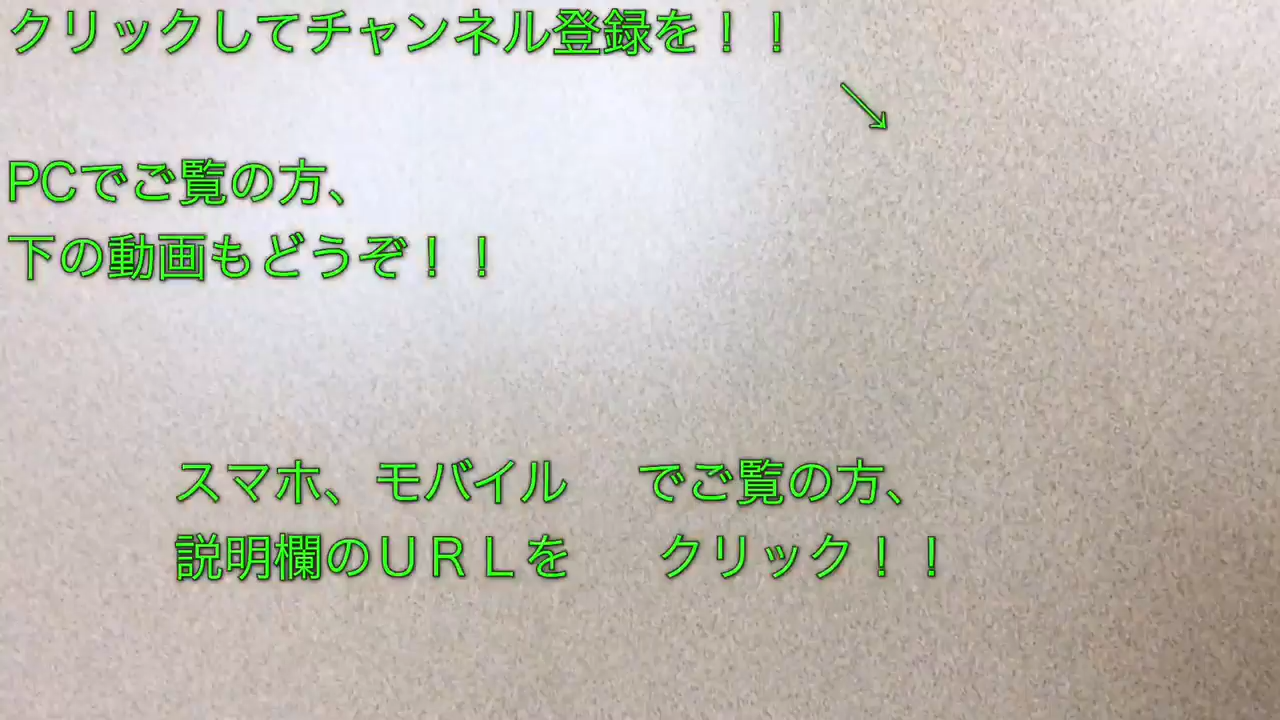 クリックしてチャンネル登録を！！
↘
PCでご覧の方、
下の動画もどうぞ！！
スマホ、モバイル　でご覧の方、
説明欄のＵＲＬを　クリック！！